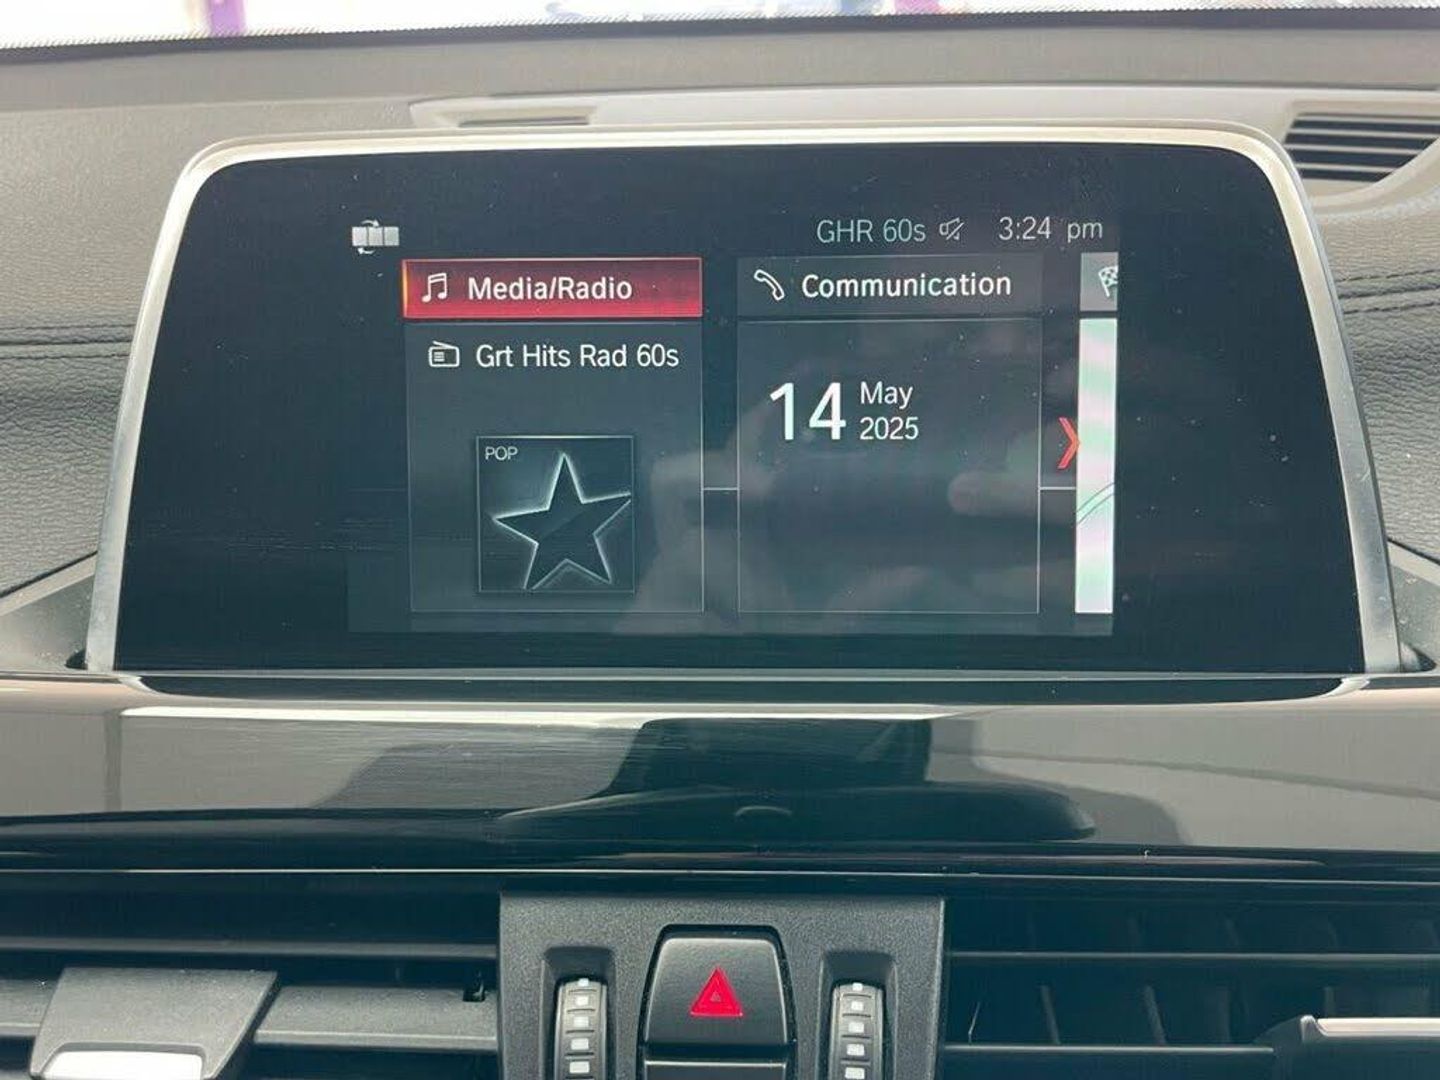 GHR 60s 3:24 pm
Media/Radio
Communication
Grt Hits Rad 60s
14 May 2025
POP